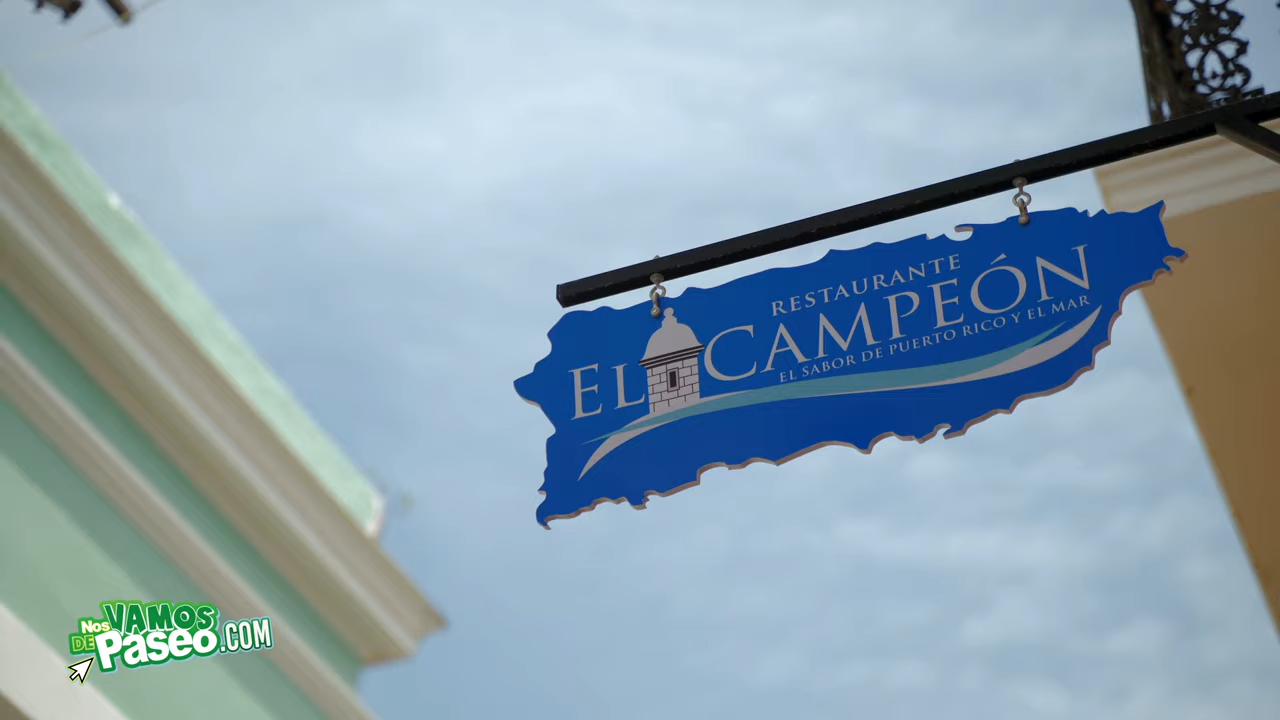 RESTAURANTE
EL CAMPEÓN
EL SABOR DE PUERTO RICO Y EL MAR
NOS VAMOS
DE PASEO.COM